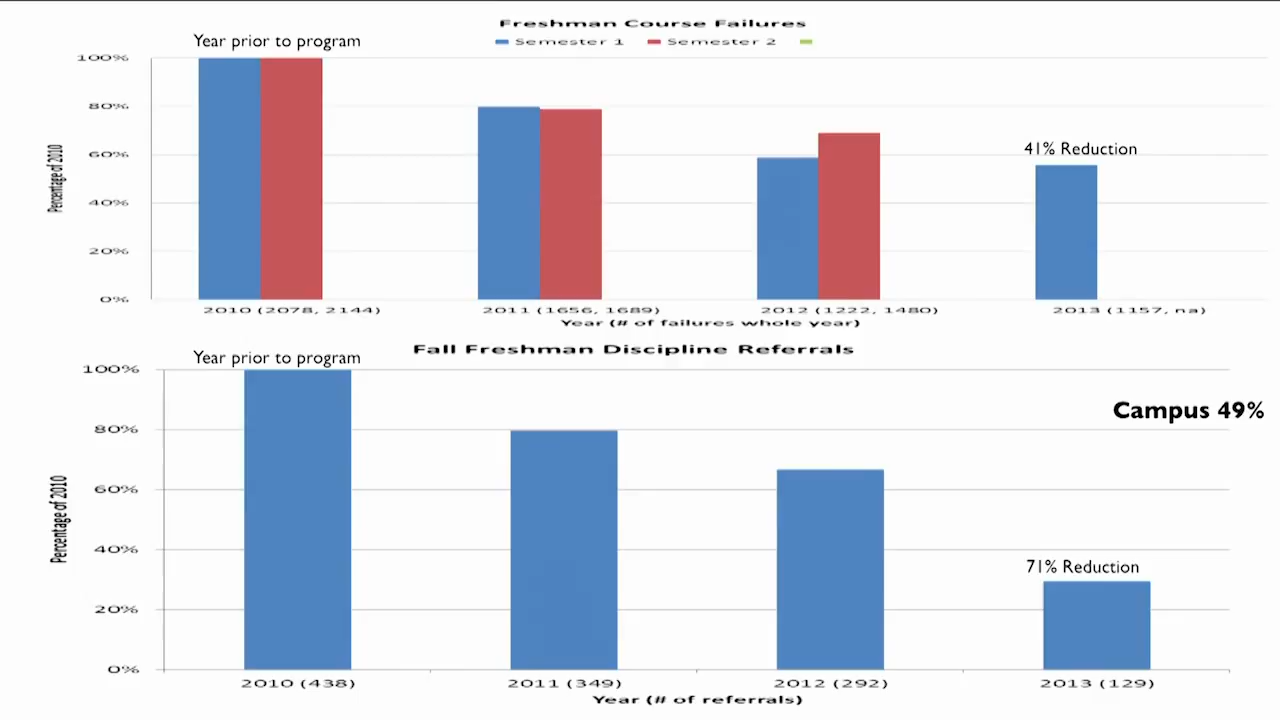 Freshman Course Failures
Semester 1 Semester 2
Year prior to program
100%
80%
60%
40%
20%
0%
Percentage of 2010
41% Reduction
2010 (2078, 2144) 2011 (1656, 1689) 2012 (1222, 1480) 2013 (1157, na)
Year (# of failures whole year)
Fall Freshman Discipline Referrals
Year prior to program
100%
80%
60%
40%
20%
0%
Percentage of 2010
Campus 49%
71% Reduction
2010 (438) 2011 (349) 2012 (292) 2013 (129)
Year (# of referrals)